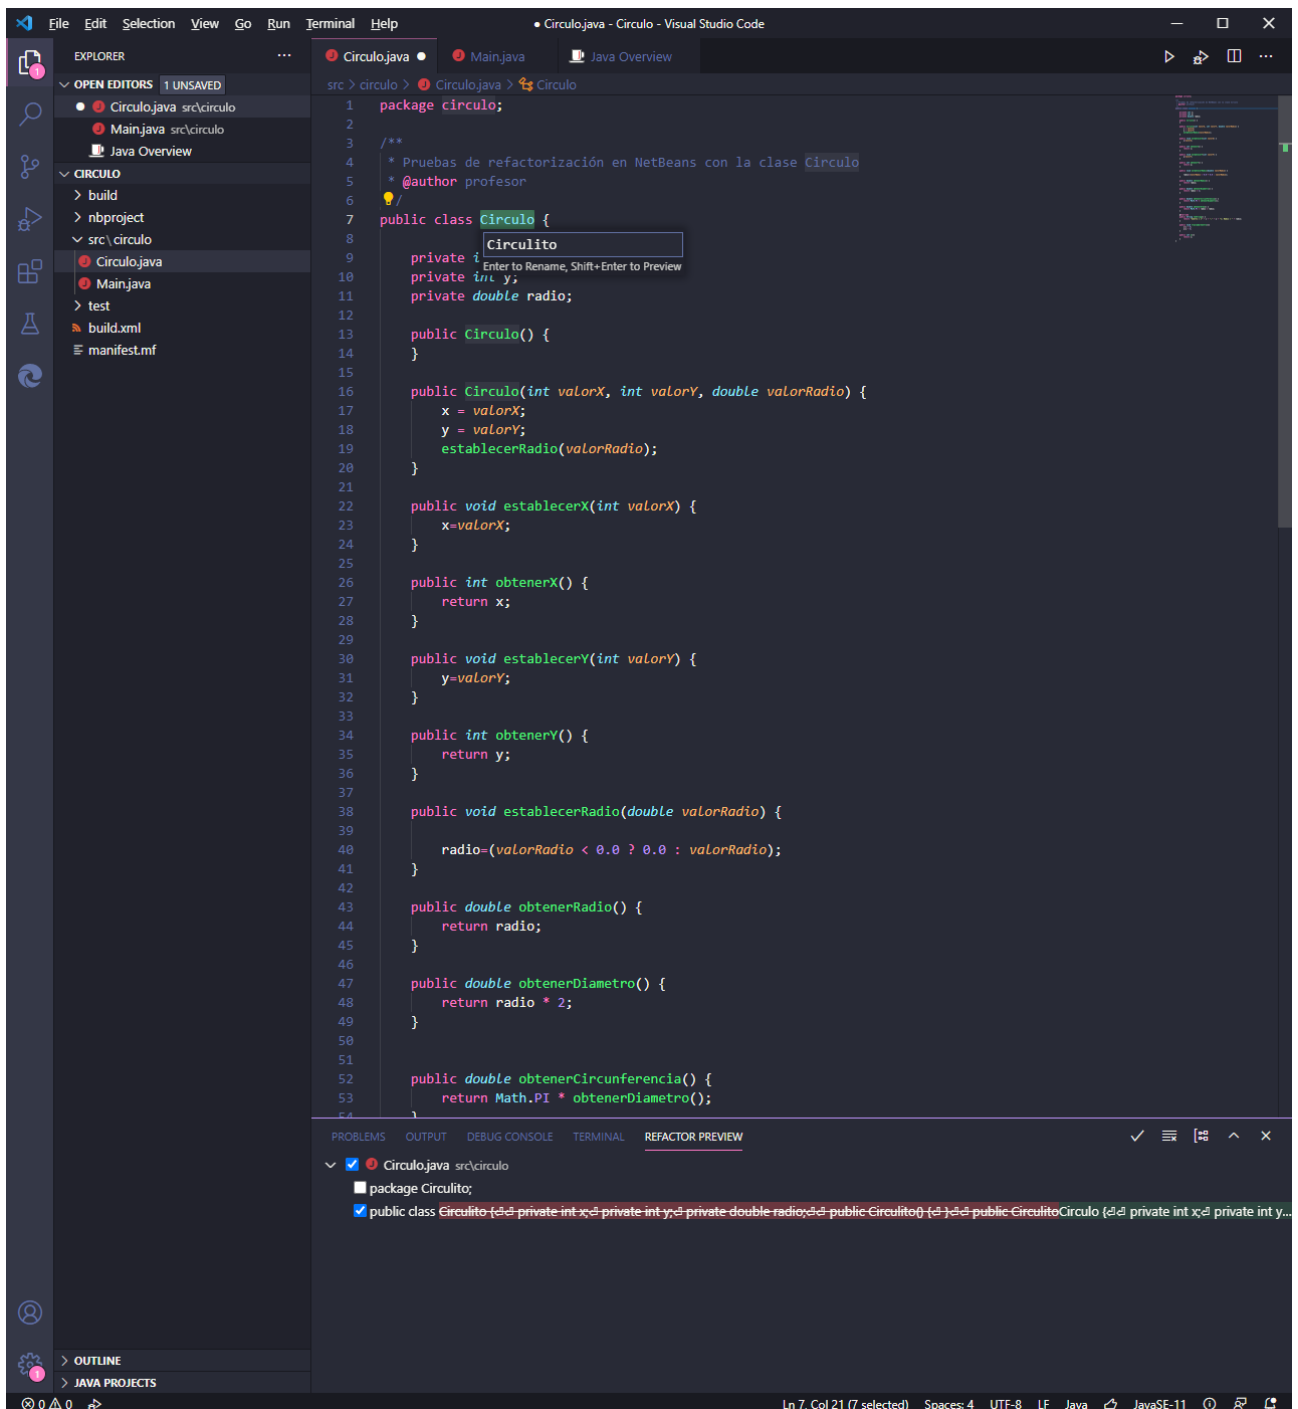 File Edit Selection View Go Run Terminal Help ● Circulo.java - Circulo - Visual Studio Code
EXPLORER ···
Circulo.java ● Main.java Java Overview
OPEN EDITORS 1 UNSAVED
Circulo.java src\circulo
Main.java src\circulo
Java Overview
CIRCULO
build
nbproject
src\circulo
Circulo.java
Main.java
test
build.xml
manifest.mf
OUTLINE
JAVA PROJECTS
1
1
src > circulo > Circulo.java > Circulo
1 package circulo;
2
3 /**
4 * Pruebas de refactorización en NetBeans con la clase Circulo
5 * @author profesor
6 /
7 public class Circulo {
Circulito
Enter to Rename, Shift+Enter to Preview
8
9 private i
10 private int y;
11 private double radio;
12
13 public Circulo() {
14 }
15
16 public Circulo(int valorX, int valorY, double valorRadio) {
17 x = valorX;
18 y = valorY;
19 establecerRadio(valorRadio);
20 }
21
22 public void establecerX(int valorX) {
23 x=valorX;
24 }
25
26 public int obtenerX() {
27 return x;
28 }
29
30 public void establecerY(int valorY) {
31 y=valorY;
32 }
33
34 public int obtenerY() {
35 return y;
36 }
37
38 public void establecerRadio(double valorRadio) {
39
40 radio=(valorRadio < 0.0 ? 0.0 : valorRadio);
41 }
42
43 public double obtenerRadio() {
44 return radio;
45 }
46
47 public double obtenerDiametro() {
48 return radio * 2;
49 }
50
51
52 public double obtenerCircunferencia() {
53 return Math.PI * obtenerDiametro();
54 }
PROBLEMS OUTPUT DEBUG CONSOLE TERMINAL REFACTOR PREVIEW
Circulo.java src\circulo
package Circulito;
public class Circulito {⏎⏎ private int x;⏎ private int y;⏎ private double radio;⏎⏎ public Circulito() {⏎ }⏎⏎ public CirculitoCirculo {⏎⏎ private int x;⏎ private int y...
0 0 Ln 7, Col 21 (7 selected) Spaces: 4 UTF-8 LF Java JavaSE-11